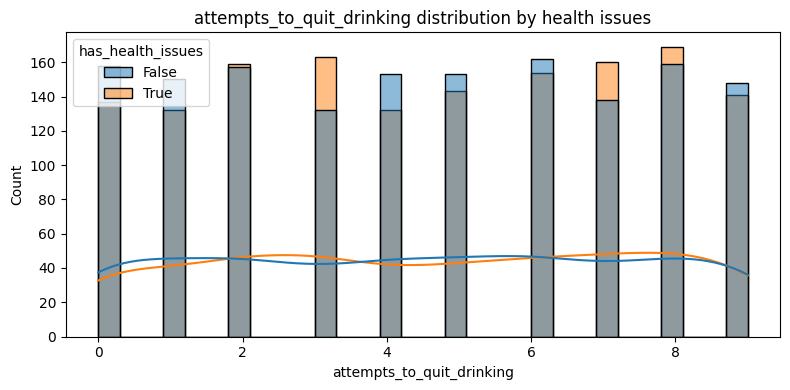 attempts_to_quit_drinking distribution by health issues
has_health_issues
False
True
Count
160
140
120
100
80
60
40
20
0
0 2 4 6 8
attempts_to_quit_drinking